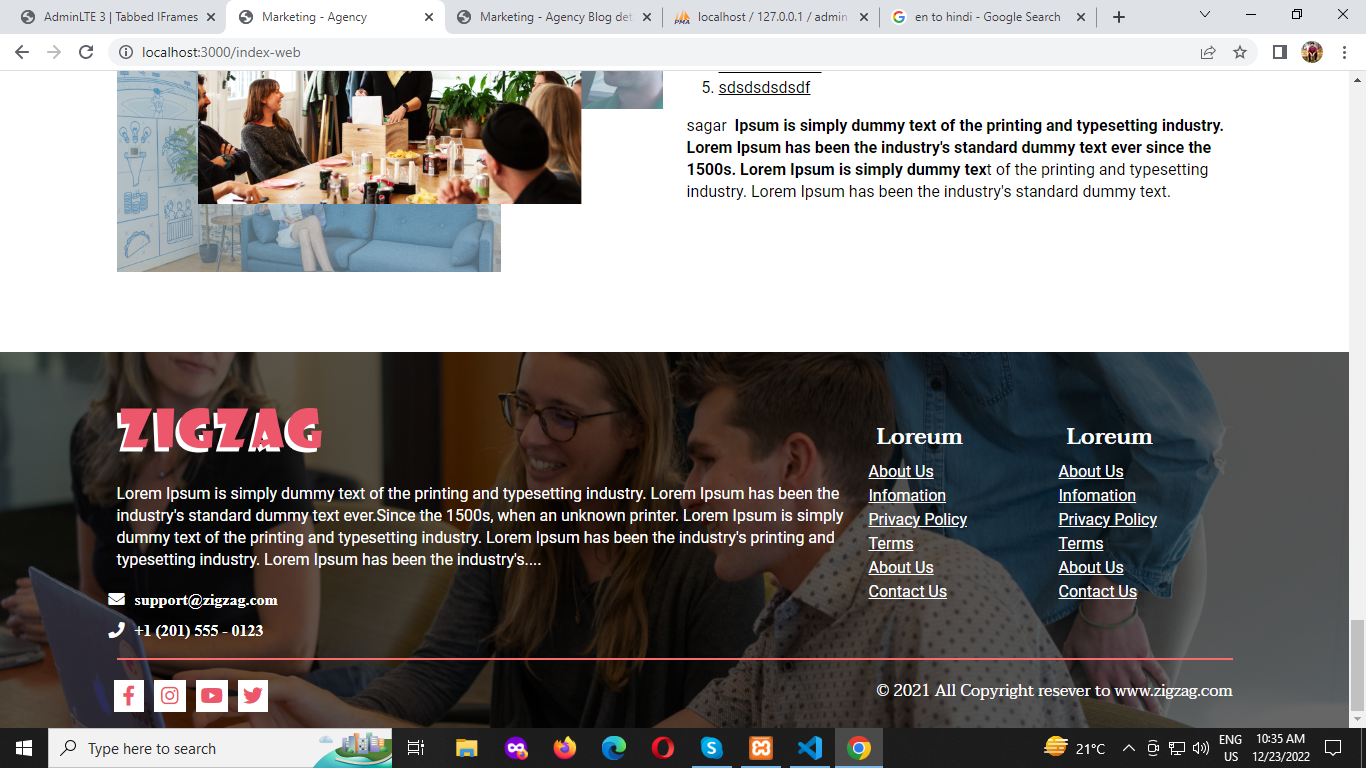 AdminLTE 3 | Tabbed IFrames
Marketing - Agency
Marketing - Agency Blog det
localhost / 127.0.0.1 / admin
en to hindi - Google Search
localhost:3000/index-web
5. sdsdsdsdsdf
sagar Ipsum is simply dummy text of the printing and typesetting industry.
Lorem Ipsum has been the industry's standard dummy text ever since the
1500s. Lorem Ipsum is simply dummy text of the printing and typesetting
industry. Lorem Ipsum has been the industry's standard dummy text.
ZIGZAG
Lorem Ipsum is simply dummy text of the printing and typesetting industry. Lorem Ipsum has been the
industry's standard dummy text ever.Since the 1500s, when an unknown printer. Lorem Ipsum is simply
dummy text of the printing and typesetting industry. Lorem Ipsum has been the industry's printing and
typesetting industry. Lorem Ipsum has been the industry's....
support@zigzag.com
+1 (201) 555 - 0123
Loreum
About Us
Infomation
Privacy Policy
Terms
About Us
Contact Us
Loreum
About Us
Infomation
Privacy Policy
Terms
About Us
Contact Us
© 2021 All Copyright resever to www.zigzag.com
Type here to search
21°C
ENG
US
10:35 AM
12/23/2022